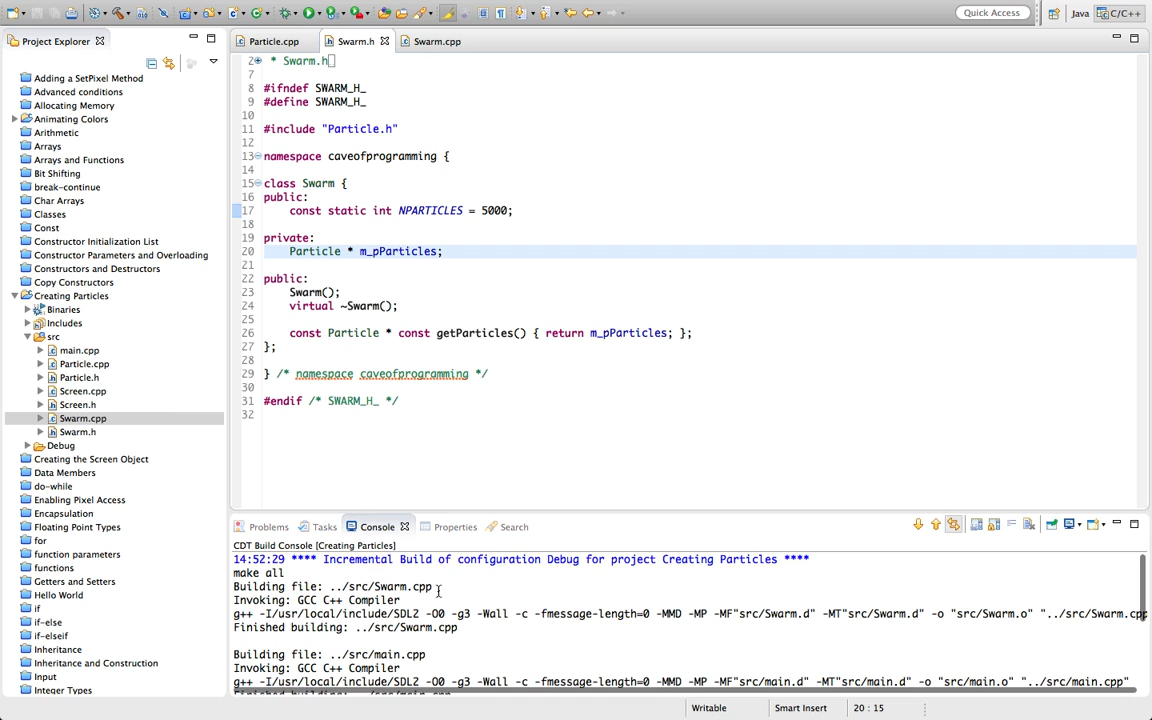 Quick Access
Java
C/C++
Project Explorer
Adding a SetPixel Method
Advanced conditions
Allocating Memory
Animating Colors
Arithmetic
Arrays
Arrays and Functions
Bit Shifting
break-continue
Char Arrays
Classes
Const
Constructor Initialization List
Constructor Parameters and Overloading
Constructors and Destructors
Copy Constructors
Creating Particles
Binaries
Includes
src
main.cpp
Particle.cpp
Particle.h
Screen.cpp
Screen.h
Swarm.cpp
Swarm.h
Debug
Creating the Screen Object
Data Members
do-while
Enabling Pixel Access
Encapsulation
Floating Point Types
for
function parameters
functions
Getters and Setters
Hello World
if
if-else
if-elseif
Inheritance
Inheritance and Construction
Input
Integer Types
Particle.cpp
Swarm.h
Swarm.cpp
2 * Swarm.h
7
8 #ifndef SWARM_H_
9 #define SWARM_H_
10
11 #include "Particle.h"
12
13 namespace caveofprogramming {
14
15 class Swarm {
16 public:
17 const static int NPARTICLES = 5000;
18
19 private:
20 Particle * m_pParticles;
21
22 public:
23 Swarm();
24 virtual ~Swarm();
25
26 const Particle * const getParticles() { return m_pParticles; };
27 };
28
29 } /* namespace caveofprogramming */
30
31 #endif /* SWARM_H_ */
32
Problems
Tasks
Console
Properties
Search
CDT Build Console [Creating Particles]
14:52:29 **** Incremental Build of configuration Debug for project Creating Particles ****
make all
Building file: ../src/Swarm.cpp
Invoking: GCC C++ Compiler
g++ -I/usr/local/include/SDL2 -O0 -g3 -Wall -c -fmessage-length=0 -MMD -MP -MF"src/Swarm.d" -MT"src/Swarm.d" -o "src/Swarm.o" "../src/Swarm.cpp
Finished building: ../src/Swarm.cpp
Building file: ../src/main.cpp
Invoking: GCC C++ Compiler
g++ -I/usr/local/include/SDL2 -O0 -g3 -Wall -c -fmessage-length=0 -MMD -MP -MF"src/main.d" -MT"src/main.d" -o "src/main.o" "../src/main.cpp"
Finished building: ../src/main.cpp
Writable
Smart Insert
20 : 15